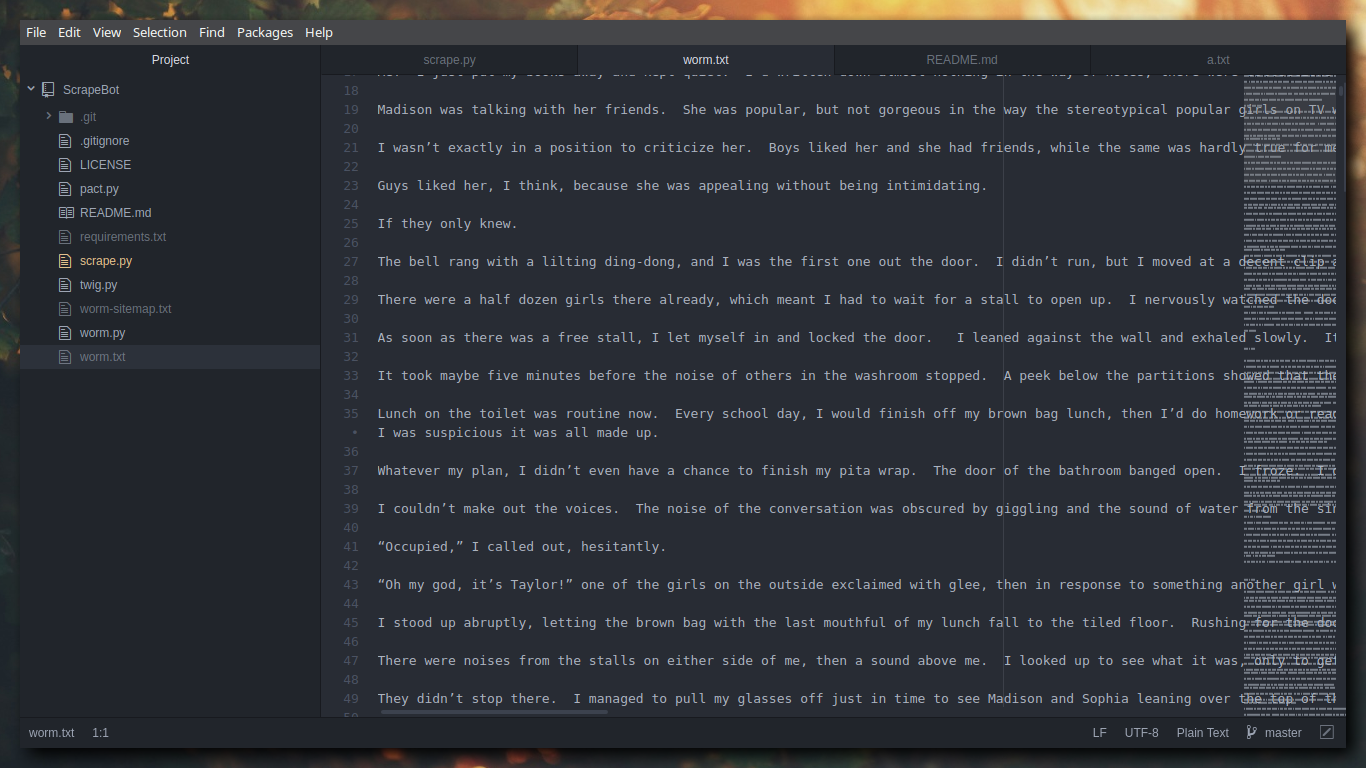 File Edit View Selection Find Packages Help
Project
scrape.py worm.txt README.md a.txt
ScrapeBot
.git
.gitignore
LICENSE
pact.py
README.md
requirements.txt
scrape.py
twig.py
worm-sitemap.txt
worm.py
worm.txt
18
19 Madison was talking with her friends.  She was popular, but not gorgeous in the way the stereotypical popular girls on TV
20
21 I wasn’t exactly in a position to criticize her.  Boys liked her and she had friends, while the same was hardly true for
22
23 Guys liked her, I think, because she was appealing without being intimidating.
24
25 If they only knew.
26
27 The bell rang with a lilting ding-dong, and I was the first one out the door.  I didn’t run, but I moved at a decent clip
28
29 There were a half dozen girls there already, which meant I had to wait for a stall to open up.  I nervously watched the
30
31 As soon as there was a free stall, I let myself in and locked the door.   I leaned against the wall and exhaled slowly.
32
33 It took maybe five minutes before the noise of others in the washroom stopped.  A peek below the partitions showed that
34
35 Lunch on the toilet was routine now.  Every school day, I would finish off my brown bag lunch, then I’d do homework or
• I was suspicious it was all made up.
36
37 Whatever my plan, I didn’t even have a chance to finish my pita wrap.  The door of the bathroom banged open.  I froze.
38
39 I couldn’t make out the voices.  The noise of the conversation was obscured by giggling and the sound of water from the
40
41 “Occupied,” I called out, hesitantly.
42
43 “Oh my god, it’s Taylor!” one of the girls on the outside exclaimed with glee, then in response to something another girl
44
45 I stood up abruptly, letting the brown bag with the last mouthful of my lunch fall to the tiled floor.  Rushing for the
46
47 There were noises from the stalls on either side of me, then a sound above me.  I looked up to see what it was, only to
48
49 They didn’t stop there.  I managed to pull my glasses off just in time to see Madison and Sophia leaning over the top of
worm.txt 1:1 LF UTF-8 Plain Text master